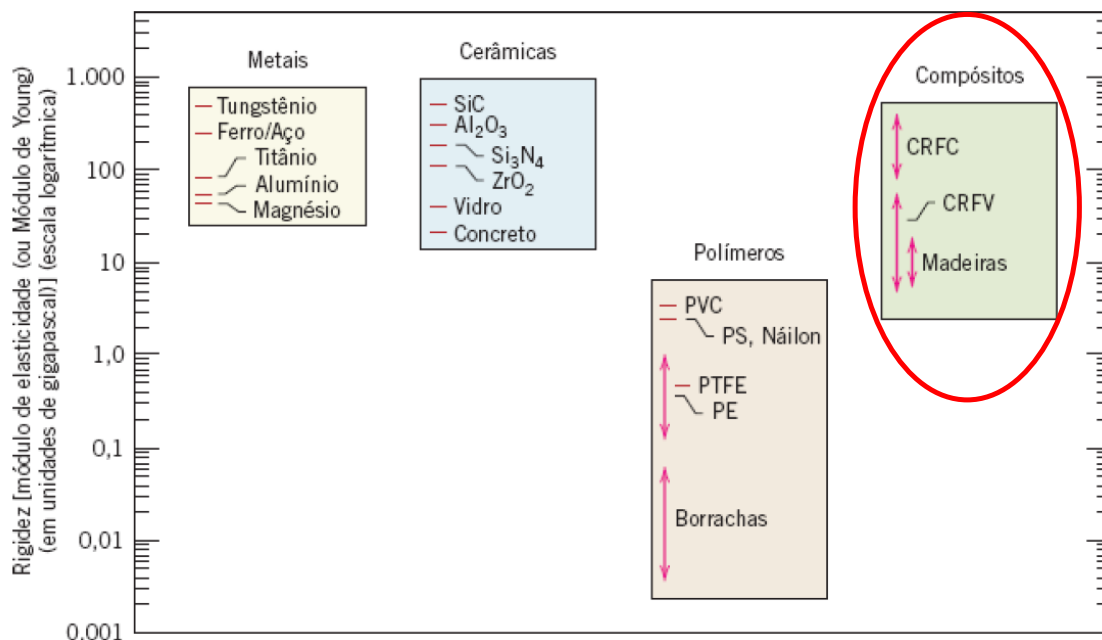 Rigidez [módulo de elasticidade (ou Módulo de Young)
(em unidades de gigapascal)] (escala logarítmica)
1.000
100
10
1,0
0,1
0,01
0.001
Metais
Tungstênio
Ferro/Aço
Titânio
Alumínio
Magnésio
Cerâmicas
SiC
Al₂O₃
Si₃N₄
ZrO₂
Vidro
Concreto
Polímeros
PVC
PS, Náilon
PTFE
PE
Borrachas
Compósitos
CRFC
CRFV
Madeiras